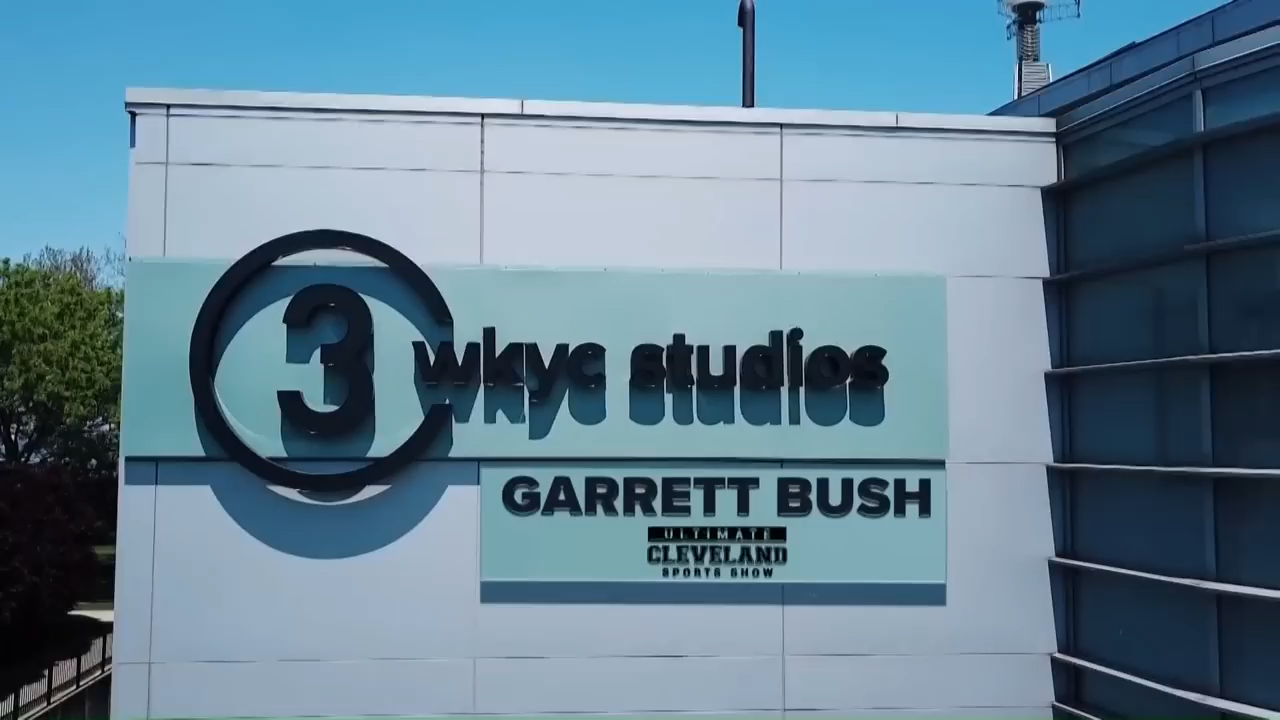 3 wkyc studios
GARRETT BUSH
ULTIMATE
CLEVELAND
SPORTS SHOW